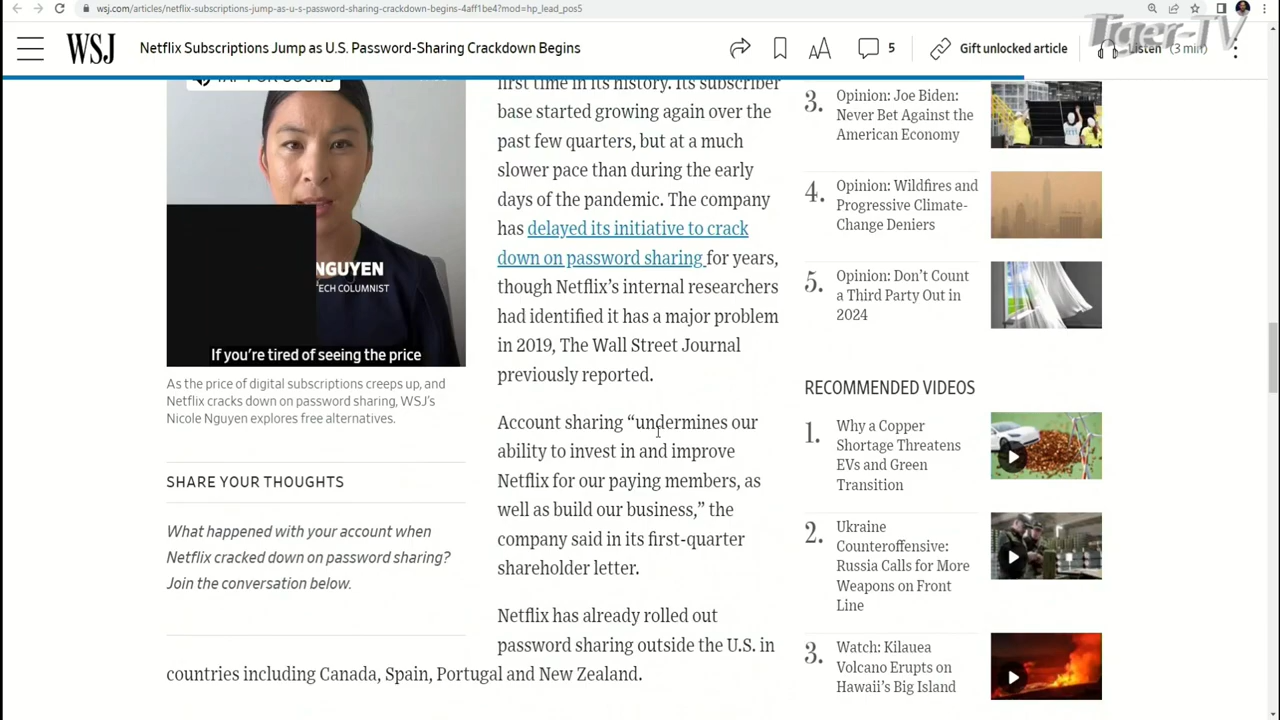 wsj.com/articles/netflix-subscriptions-jump-as-u-s-password-sharing-crackdown-begins-4aff1be4?mod=hp_lead_pos5
Tiger-TV
WSJ
Netflix Subscriptions Jump as U.S. Password-Sharing Crackdown Begins
AA
5
Gift unlocked article
Listen (3 min)
TAP FOR SOUND
NGUYEN
TECH COLUMNIST
If you're tired of seeing the price
As the price of digital subscriptions creeps up, and
Netflix cracks down on password sharing, WSJ's
Nicole Nguyen explores free alternatives.
SHARE YOUR THOUGHTS
What happened with your account when
Netflix cracked down on password sharing?
Join the conversation below.
first time in its history. Its subscriber
base started growing again over the
past few quarters, but at a much
slower pace than during the early
days of the pandemic. The company
has delayed its initiative to crack
down on password sharing for years,
though Netflix's internal researchers
had identified it has a major problem
in 2019, The Wall Street Journal
previously reported.
Account sharing “undermines our
ability to invest in and improve
Netflix for our paying members, as
well as build our business,” the
company said in its first-quarter
shareholder letter.
Netflix has already rolled out
password sharing outside the U.S. in
countries including Canada, Spain, Portugal and New Zealand.
3. Opinion: Joe Biden:
Never Bet Against the
American Economy
4. Opinion: Wildfires and
Progressive Climate-
Change Deniers
5. Opinion: Don't Count
a Third Party Out in
2024
RECOMMENDED VIDEOS
1. Why a Copper
Shortage Threatens
EVs and Green
Transition
2. Ukraine
Counteroffensive:
Russia Calls for More
Weapons on Front
Line
3. Watch: Kilauea
Volcano Erupts on
Hawaii's Big Island